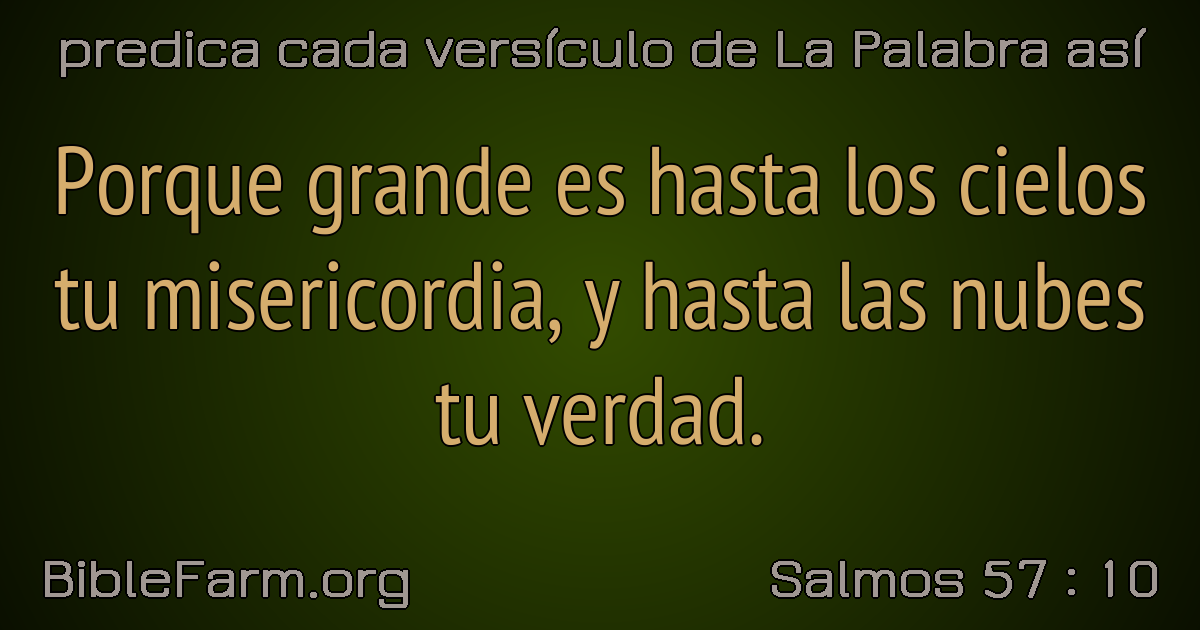 predica cada versículo de La Palabra así
Porque grande es hasta los cielos
tu misericordia, y hasta las nubes
tu verdad.
BibleFarm.org
Salmos 57 : 10